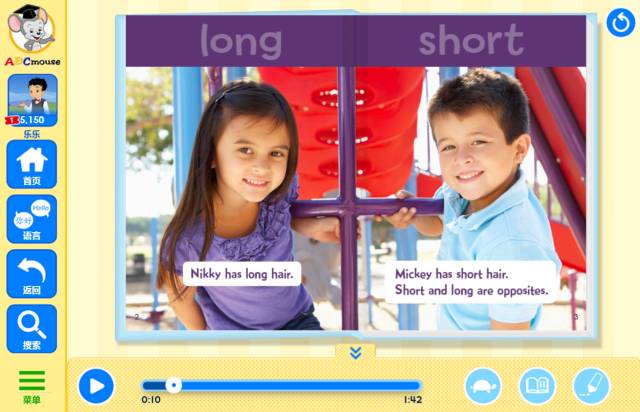 long short
ABCmouse
Hello
你好
T 5,150
乐乐
首页
语言
返回
搜索
菜单
Nikky has long hair.
Mickey has short hair.
Short and long are opposites.
2
3
0:10
1:42